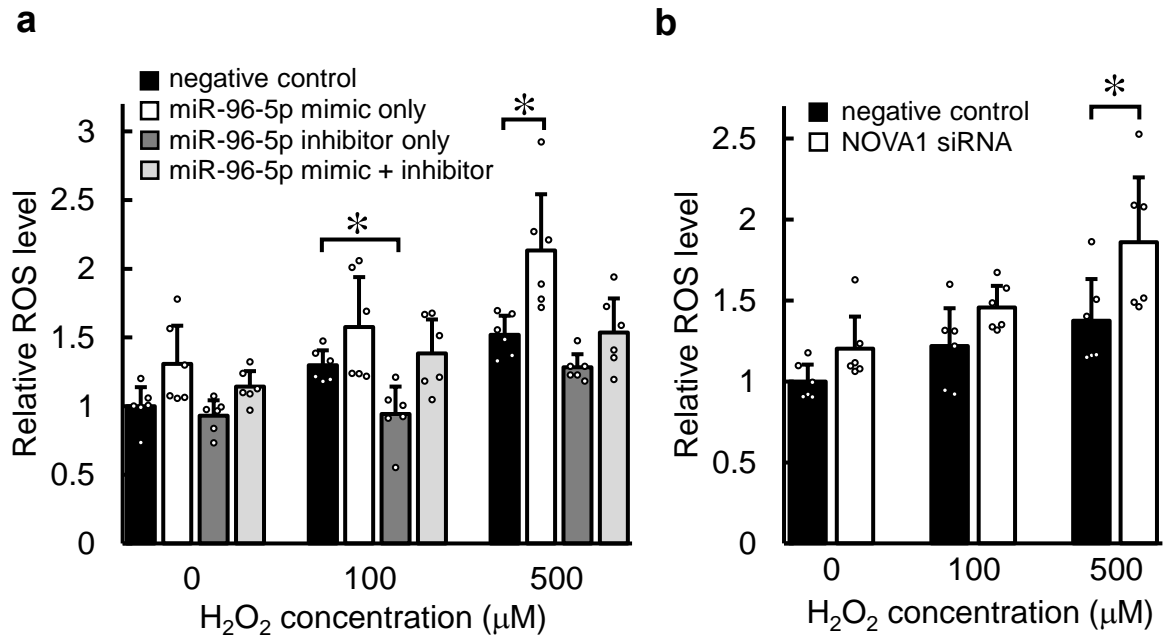 a
negative control
miR-96-5p mimic only
miR-96-5p inhibitor only
miR-96-5p mimic + inhibitor
Relative ROS level
3
2.5
2
1.5
1
0.5
0
*
*
0 100 500
H₂O₂ concentration (μM)
b
negative control
NOVA1 siRNA
Relative ROS level
2.5
2
1.5
1
0.5
0
*
0 100 500
H₂O₂ concentration (μM)